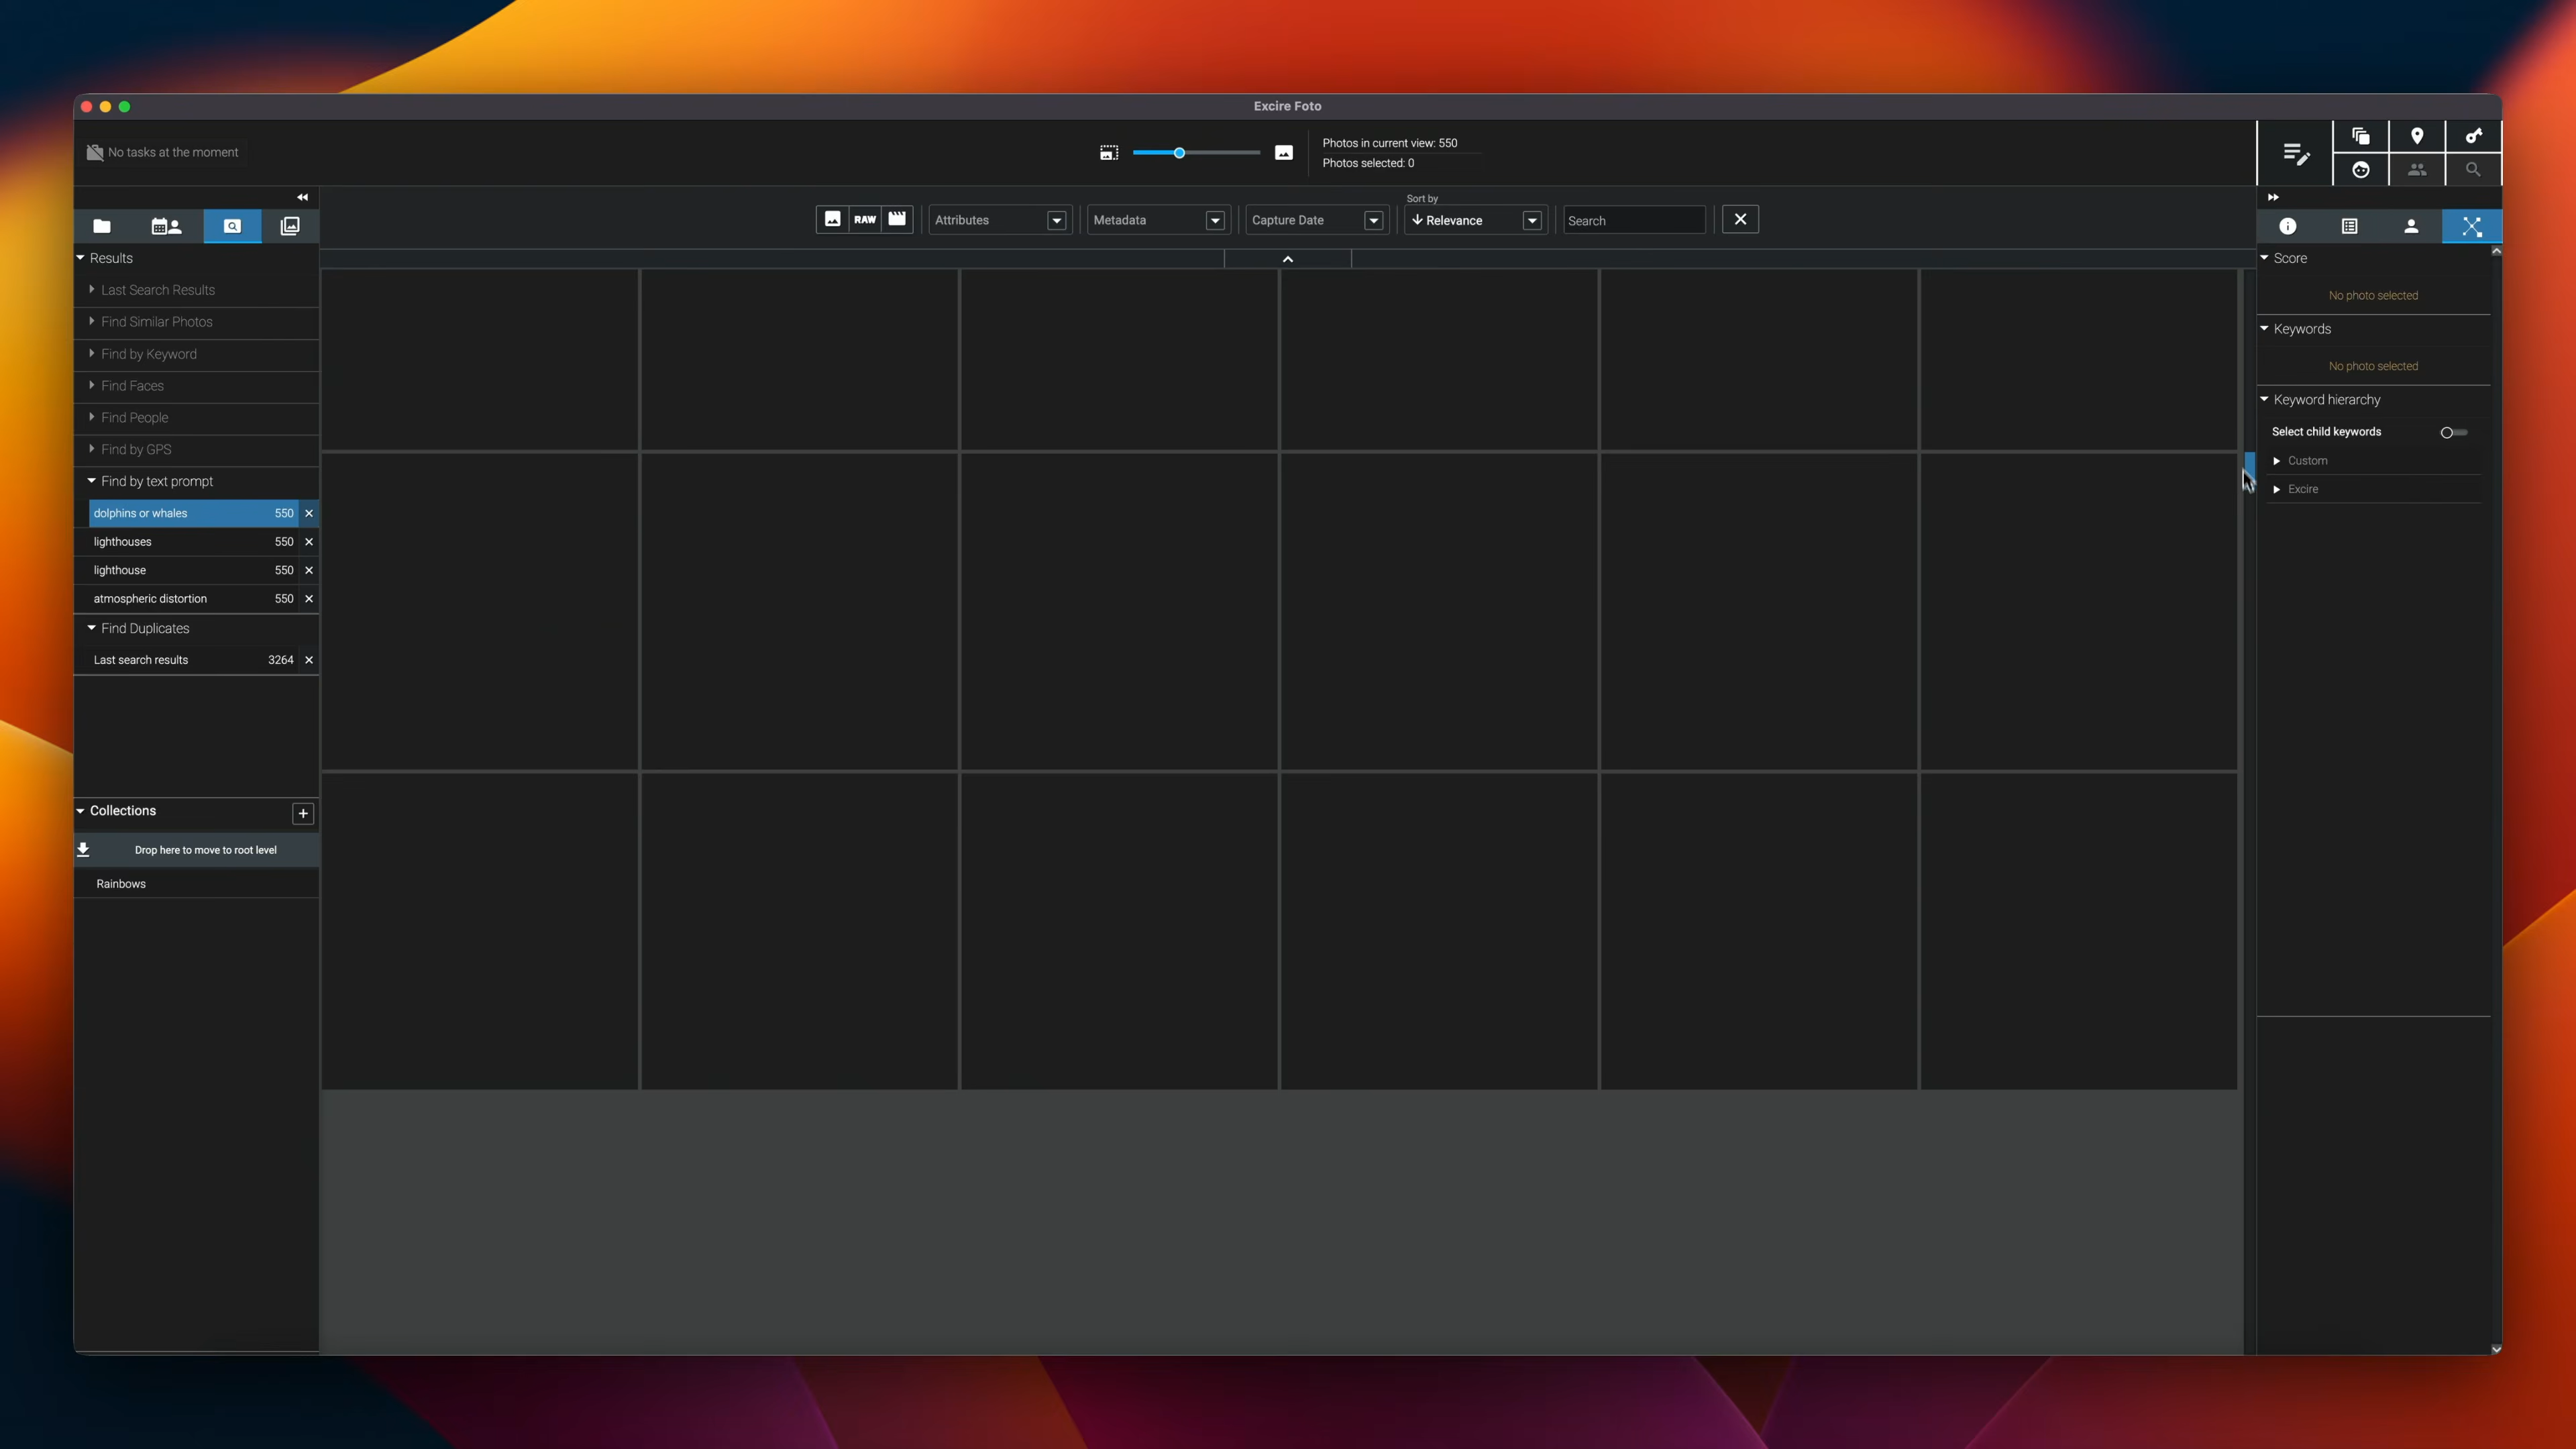 Excire Foto
No tasks at the moment
Photos in current view: 550
Photos selected: 0
RAW
Attributes
Metadata
Capture Date
Sort by
Relevance
Search
Results
Last Search Results
Find Similar Photos
Find by Keyword
Find Faces
Find People
Find by GPS
Find by text prompt
dolphins or whales 550
lighthouses 550
lighthouse 550
atmospheric distortion 550
Find Duplicates
Last search results 3264
Collections
Drop here to move to root level
Rainbows
Score
No photo selected
Keywords
No photo selected
Keyword hierarchy
Select child keywords
Custom
Excire